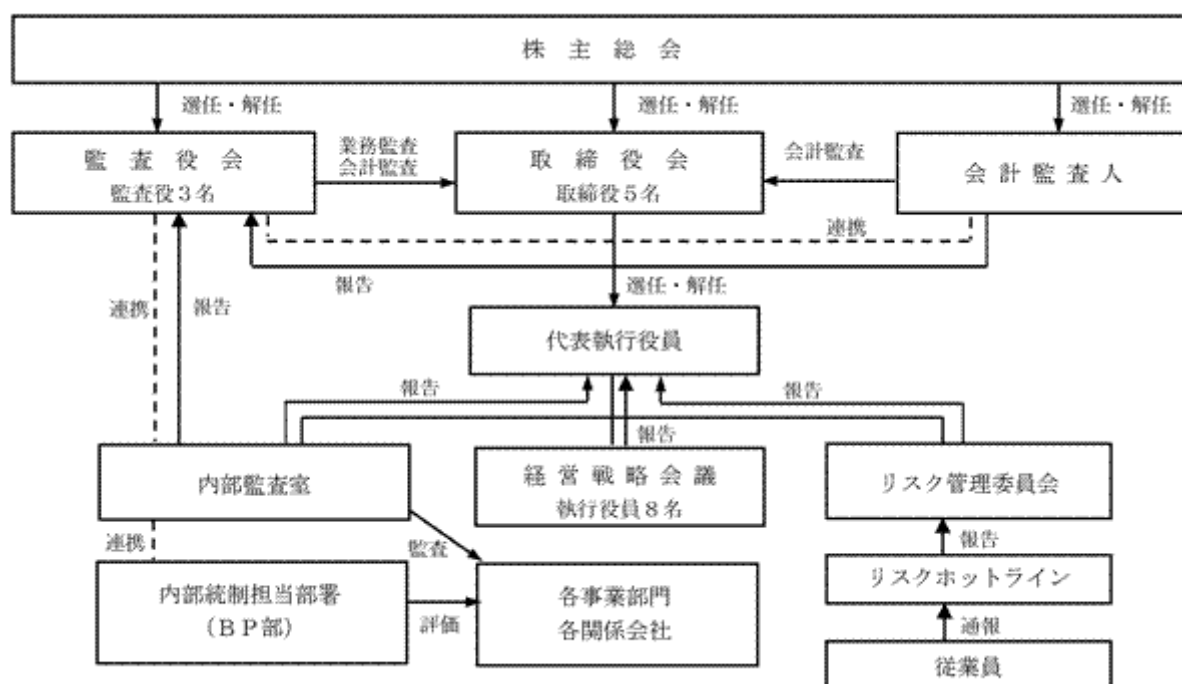 株主総会
選任・解任
選任・解任
選任・解任
監査役会
監査役3名
業務監査
会計監査
取締役会
取締役5名
会計監査
会計監査人
連携
報告
選任・解任
連携
報告
代表執行役員
報告
報告
報告
内部監査室
経営戦略会議
執行役員8名
リスク管理委員会
連携
監査
報告
内部統制担当部署
(BP部)
評価
各事業部門
各関係会社
リスクホットライン
通報
従業員